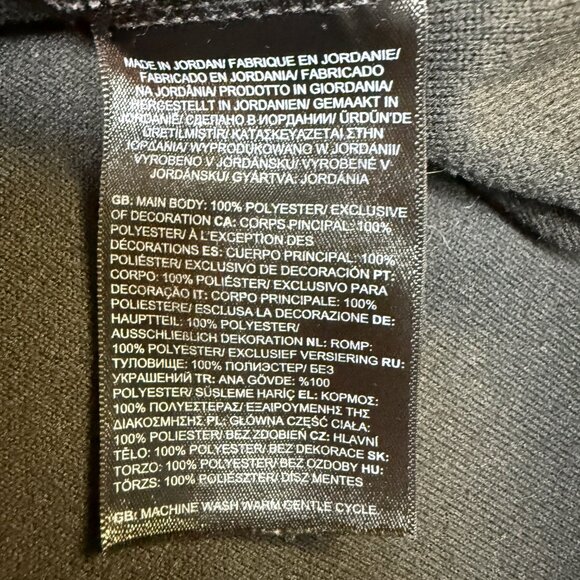 MADE IN JORDAN/ FABRIQUE EN JORDANIE/
FABRICADO EN JORDANIA/ FABRICADO
NA JORDÂNIA/ PRODOTTO IN GIORDANIA/
HERGESTELLT IN JORDANIEN/ GEMAAKT IN
JORDANIË/ СДЕЛАНО В ИОРДАНИИ/ ÜRDÜN'DE
ÜRETİLMİŞTİR/ ΚΑΤΑΣΚΕΥΑΖΕΤΑΙ ΣΤΗΝ
ΙΟΡΔΑΝΙΑ/ WYPRODUKOWANO W JORDANII/
VYROBENO V JORDÁNSKU/ VYROBENÉ V
JORDÁNSKU/ GYÁRTVA: JORDÁNIA
GB: MAIN BODY: 100% POLYESTER/ EXCLUSIVE
OF DECORATION CA: CORPS PINCIPAL: 100%
POLYESTER/ À L'EXCEPTION DES
DÉCORATIONS ES: CUERPO PRINCIPAL: 100%
POLIÉSTER/ EXCLUSIVO DE DECORACIÓN PT:
CORPO: 100% POLIÉSTER/ EXCLUSIVO PARA
DECORAÇÃO IT: CORPO PRINCIPALE: 100%
POLIESTERE/ ESCLUSA LA DECORAZIONE DE:
HAUPTTEIL: 100% POLYESTER/
AUSSCHLIEẞLICH DEKORATION NL: ROMP:
100% POLYESTER/ EXCLUSIEF VERSIERING RU:
ТУЛОВИЩЕ: 100% ПОЛИЭСТЕР/ БЕЗ
УКРАШЕНИЙ TR: ANA GÖVDE: %100
POLYESTER/ SÜSLEME HARİÇ EL: ΚΟΡΜΟΣ:
100% ΠΟΛΥΕΣΤΕΡΑΣ/ ΕΞΑΙΡΟΥΜΕΝΗΣ ΤΗΣ
ΔΙΑΚΟΣΜΗΣΗΣ PL: GŁÓWNA CZĘŚĆ CIAŁA:
100% POLIESTER/ BEZ ZDOBIEŃ CZ: HLAVNÍ
TĚLO: 100% POLYESTER/ BEZ DEKORACE SK:
TORZO: 100% POLYESTER/ BEZ OZDOBY HU:
TÖRZS: 100% POLIÉSZTER/ DÍSZ MENTES
GB: MACHINE WASH WARM GENTLE CYCLE.